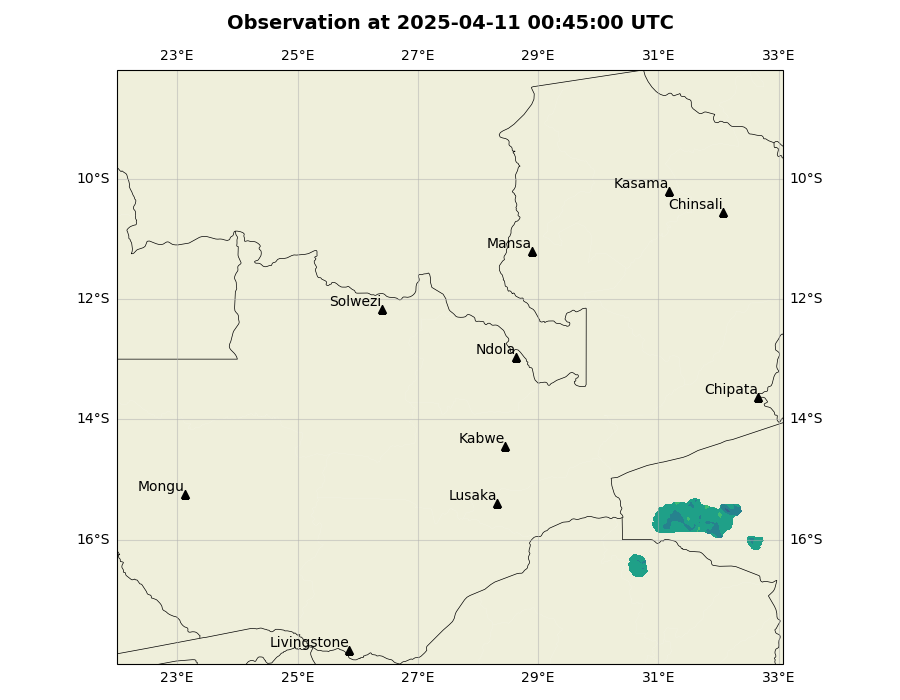 Observation at 2025-04-11 00:45:00 UTC
23°E 25°E 27°E 29°E 31°E 33°E
10°S 10°S
Kasama
Chinsali
Mansa
12°S 12°S
Solwezi
Ndola
Chipata
14°S 14°S
Kabwe
Mongu
Lusaka
16°S 16°S
Livingstone
23°E 25°E 27°E 29°E 31°E 33°E